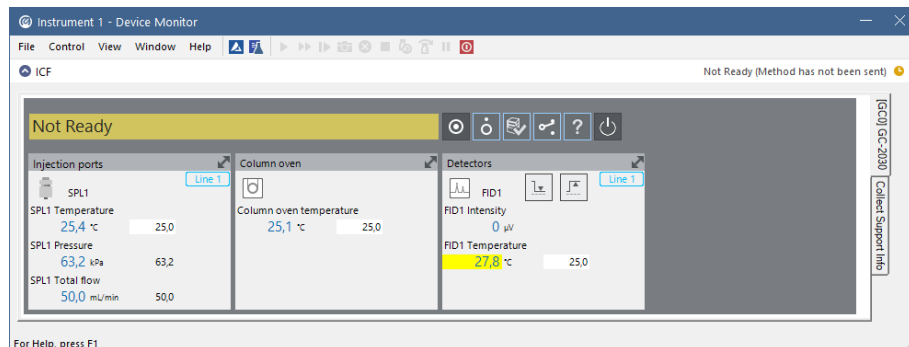 Instrument 1 - Device Monitor
File Control View Window Help
ICF
Not Ready (Method has not been sent)
Not Ready
?
[GC0] GC-2030
Collect Support Info
Injection ports
Line 1
SPL1
SPL1 Temperature
25,4 °C 25,0
SPL1 Pressure
63,2 kPa 63,2
SPL1 Total flow
50,0 mL/min 50,0
Column oven
Column oven temperature
25,1 °C 25,0
Detectors
Line 1
FID1
FID1 Intensity
0 µV
FID1 Temperature
27,8 °C 25,0
For Help, press F1